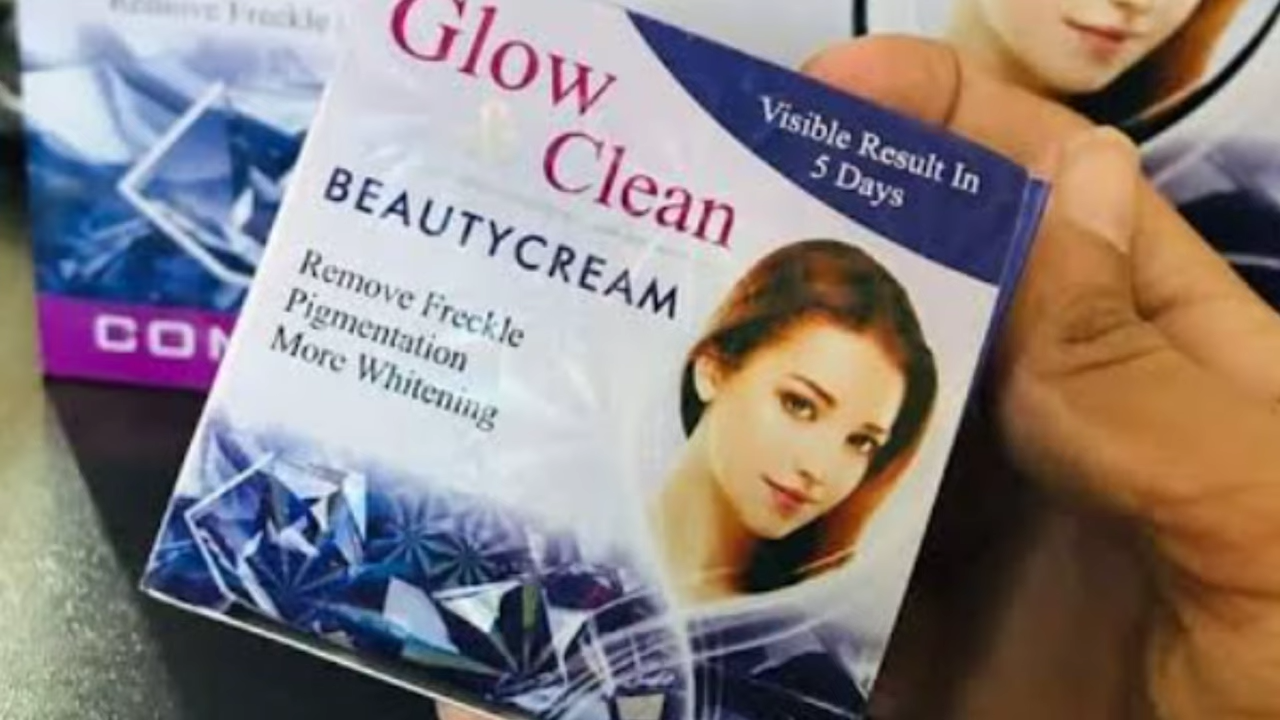 Remove Freckle
Glow
Clean
BEAUTYCREAM
Visible Result In
5 Days
Remove Freckle
Pigmentation
More Whitening
CON